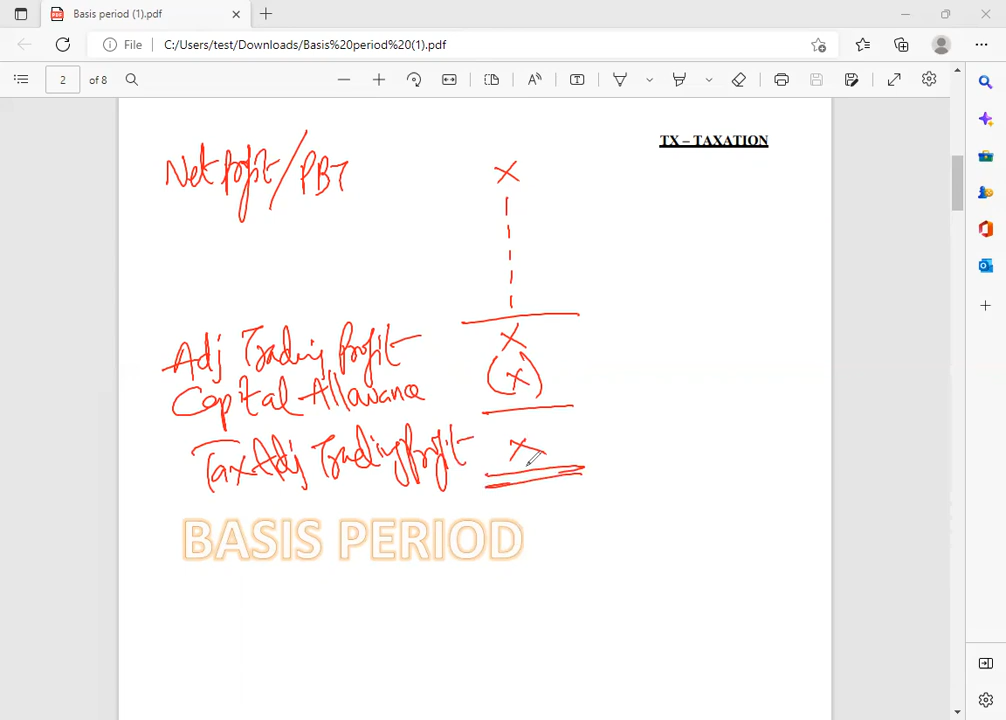 Basis period (1).pdf
File C:/Users/test/Downloads/Basis%20period%20(1).pdf
2 of 8
TX – TAXATION
Net Profit/PBT X
Adj Trading Profit X
Capital Allowance (X)
Tax Adj Trading Profit X
BASIS PERIOD